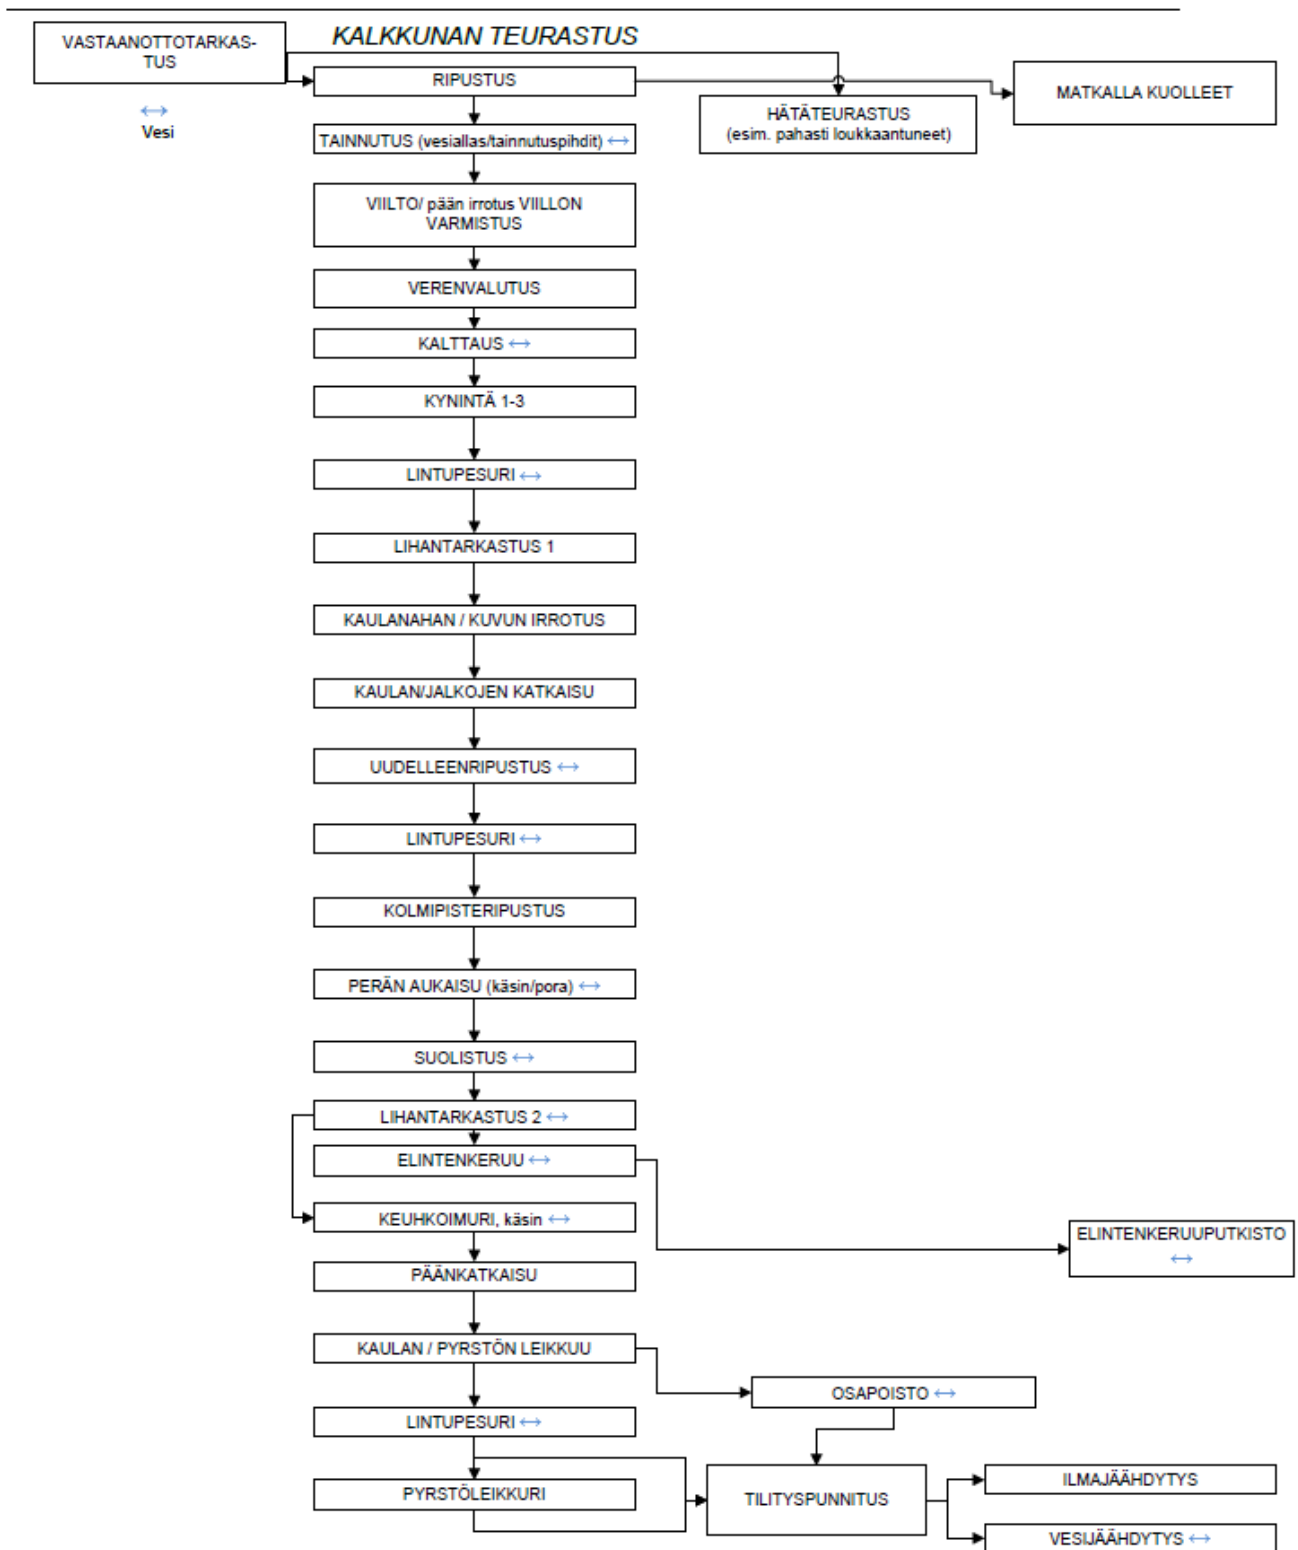 KALKKUNAN TEURASTUS
VASTAANOTTOTARKAS-
TUS
↔
Vesi
RIPUSTUS
MATKALLA KUOLLEET
HÄTÄTEURASTUS
(esim. pahasti loukkaantuneet)
TAINNUTUS (vesiallas/tainnutuspihdit) ↔
VIILTO/ pään irrotus VIILLON
VARMISTUS
VERENVALUTUS
KALTTAUS ↔
KYNINTÄ 1-3
LINTUPESURI ↔
LIHANTARKASTUS 1
KAULANAHAN / KUVUN IRROTUS
KAULAN/JALKOJEN KATKAISU
UUDELLEENRIPUSTUS ↔
LINTUPESURI ↔
KOLMIPISTERIPUSTUS
PERÄN AUKAISU (käsin/pora) ↔
SUOLISTUS ↔
LIHANTARKASTUS 2 ↔
ELINTENKERUU ↔
KEUHKOIMURI, käsin ↔
ELINTENKERUUPUTKISTO
↔
PÄÄNKATKAISU
KAULAN / PYRSTÖN LEIKKUU
OSAPOISTO ↔
LINTUPESURI ↔
PYRSTÖLEIKKURI
TILITYSPUNNITUS
ILMAJÄÄHDYTYS
VESIJÄÄHDYTYS ↔